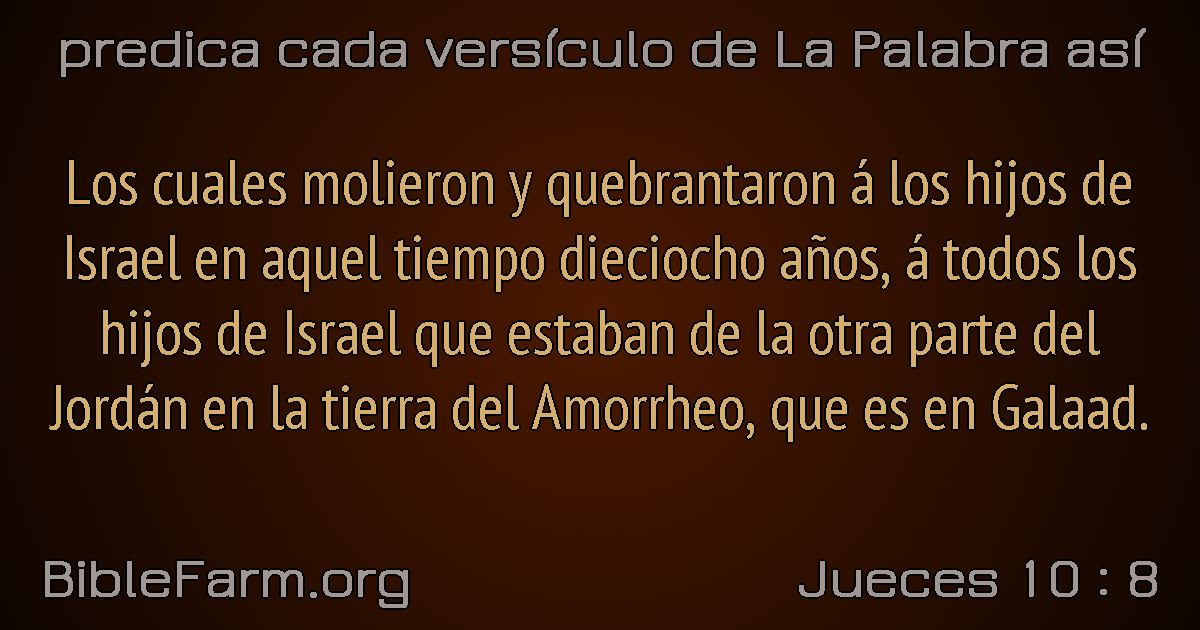 predica cada versículo de La Palabra así
Los cuales molieron y quebrantaron á los hijos de
Israel en aquel tiempo dieciocho años, á todos los
hijos de Israel que estaban de la otra parte del
Jordán en la tierra del Amorrheo, que es en Galaad.
BibleFarm.org
Jueces 10 : 8